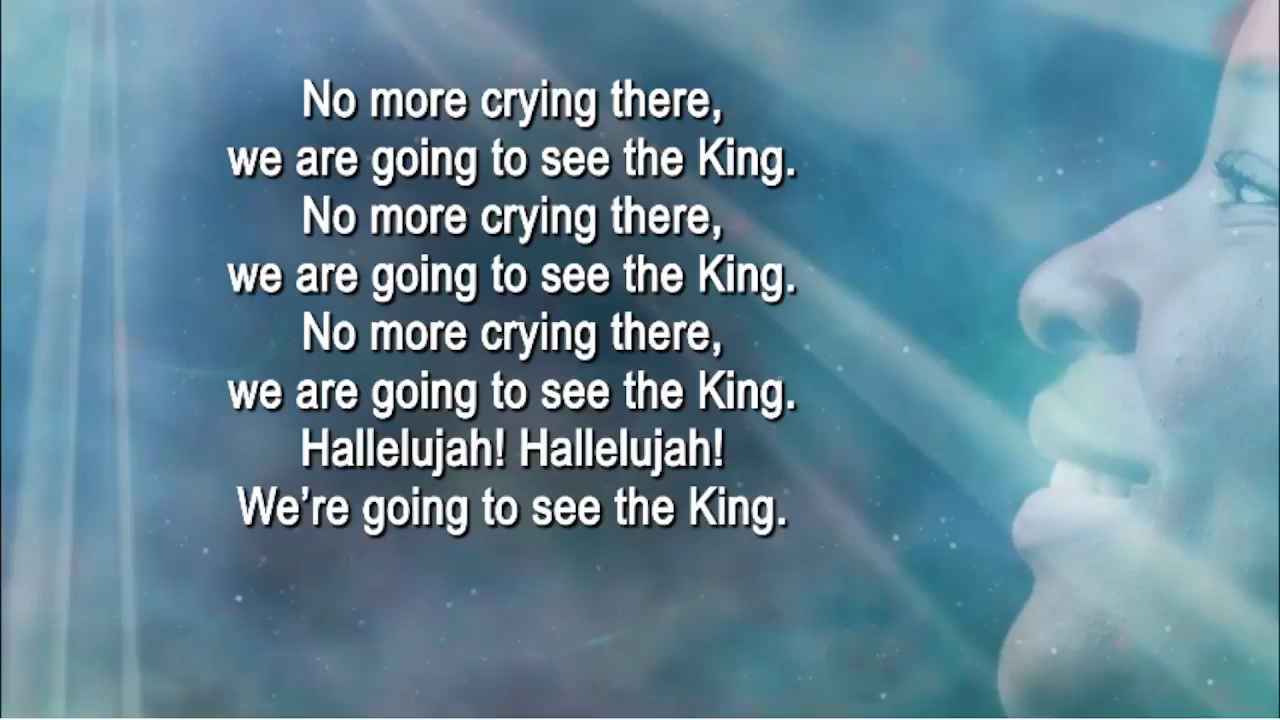 No more crying there,
we are going to see the King.
No more crying there,
we are going to see the King.
No more crying there,
we are going to see the King.
Hallelujah! Hallelujah!
We’re going to see the King.